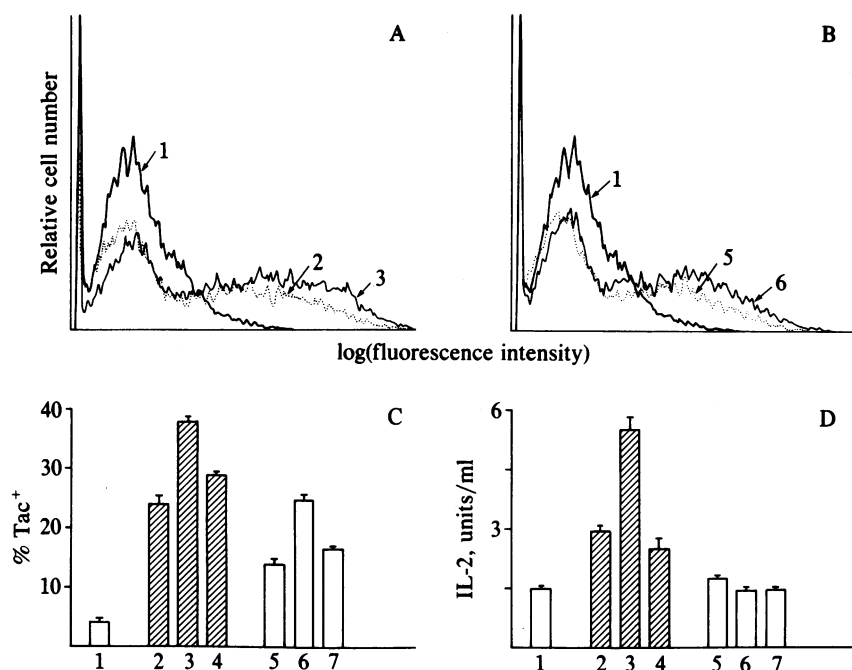 A
B
Relative cell number
1
2
3
1
5
6
log(fluorescence intensity)
C
% Tac⁺
40
30
20
10
1 2 3 4 5 6 7
D
IL-2, units/ml
6
3
1 2 3 4 5 6 7